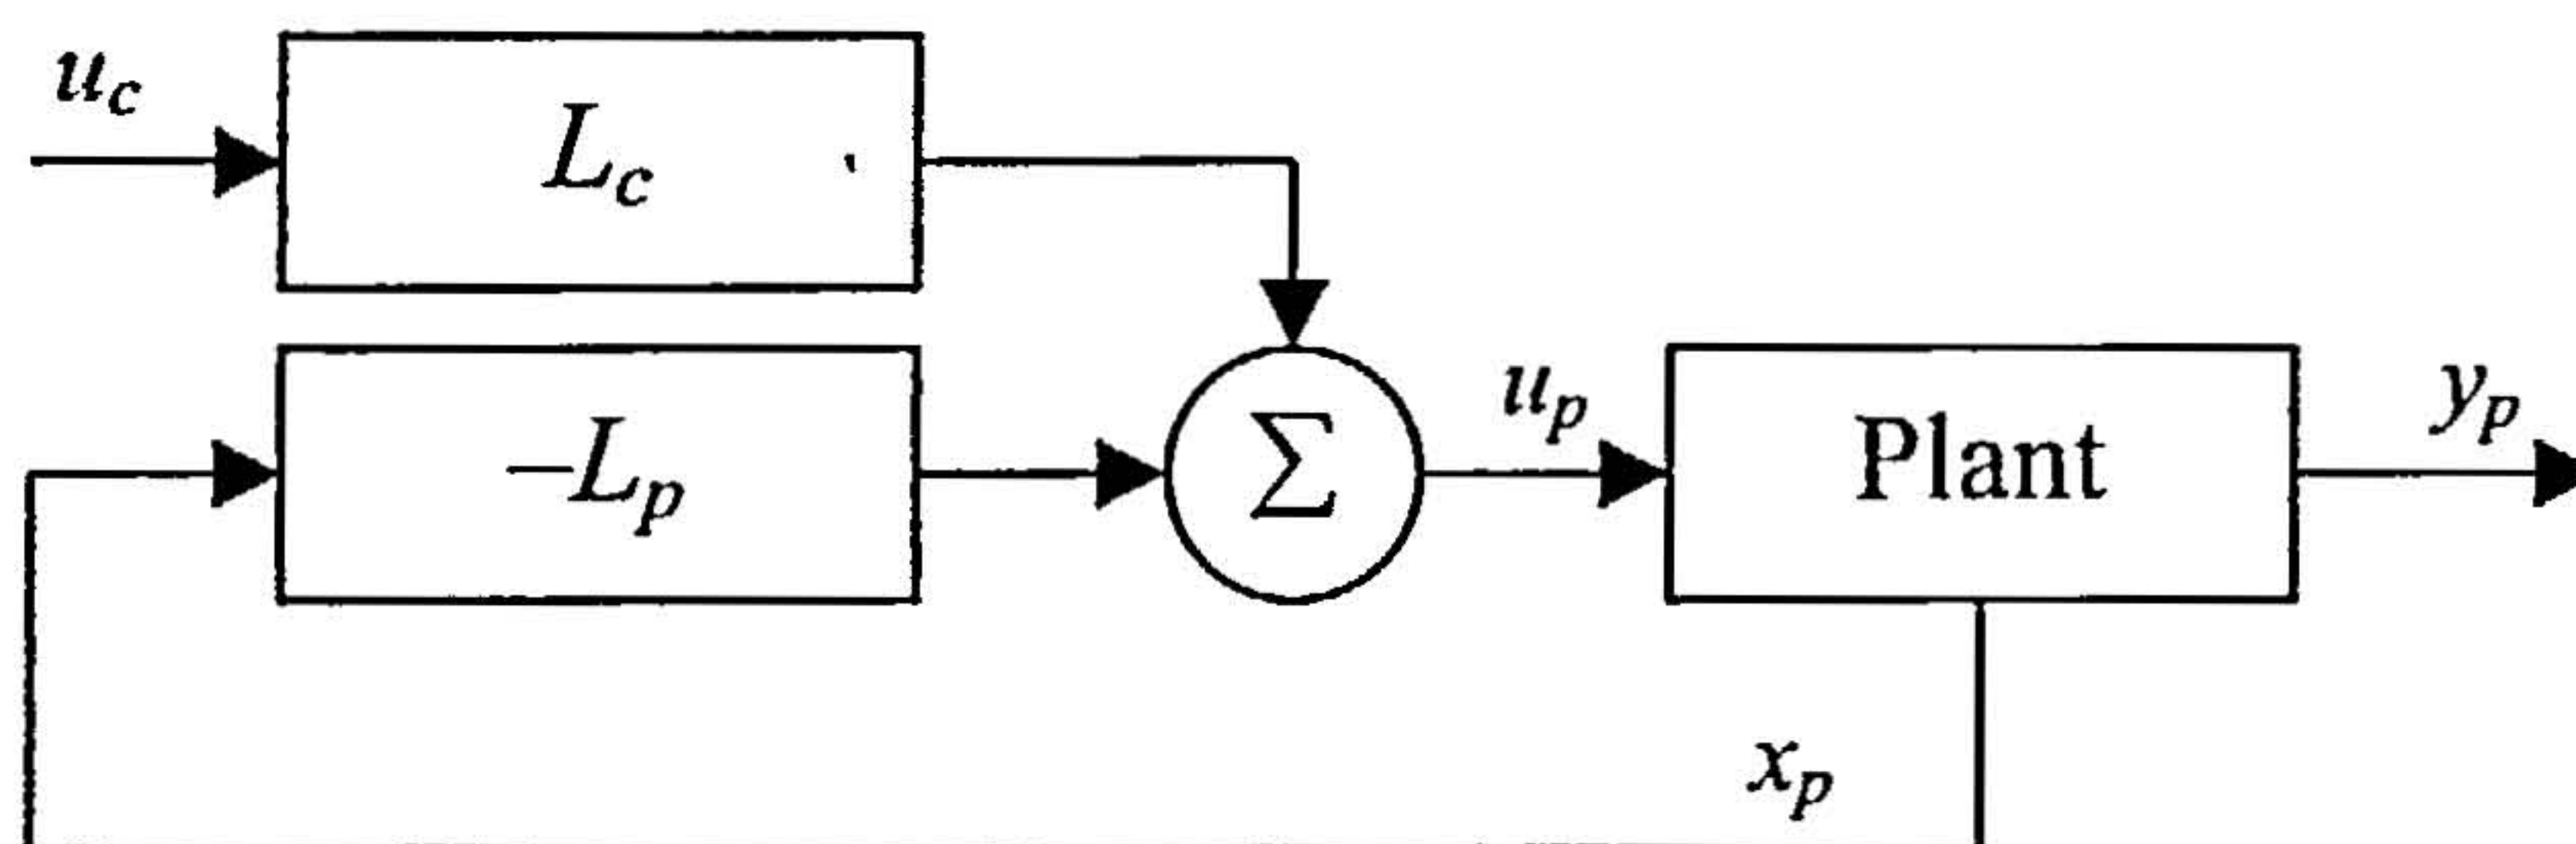 u_c
L_c
-L_p
Σ
u_p
Plant
y_p
x_p